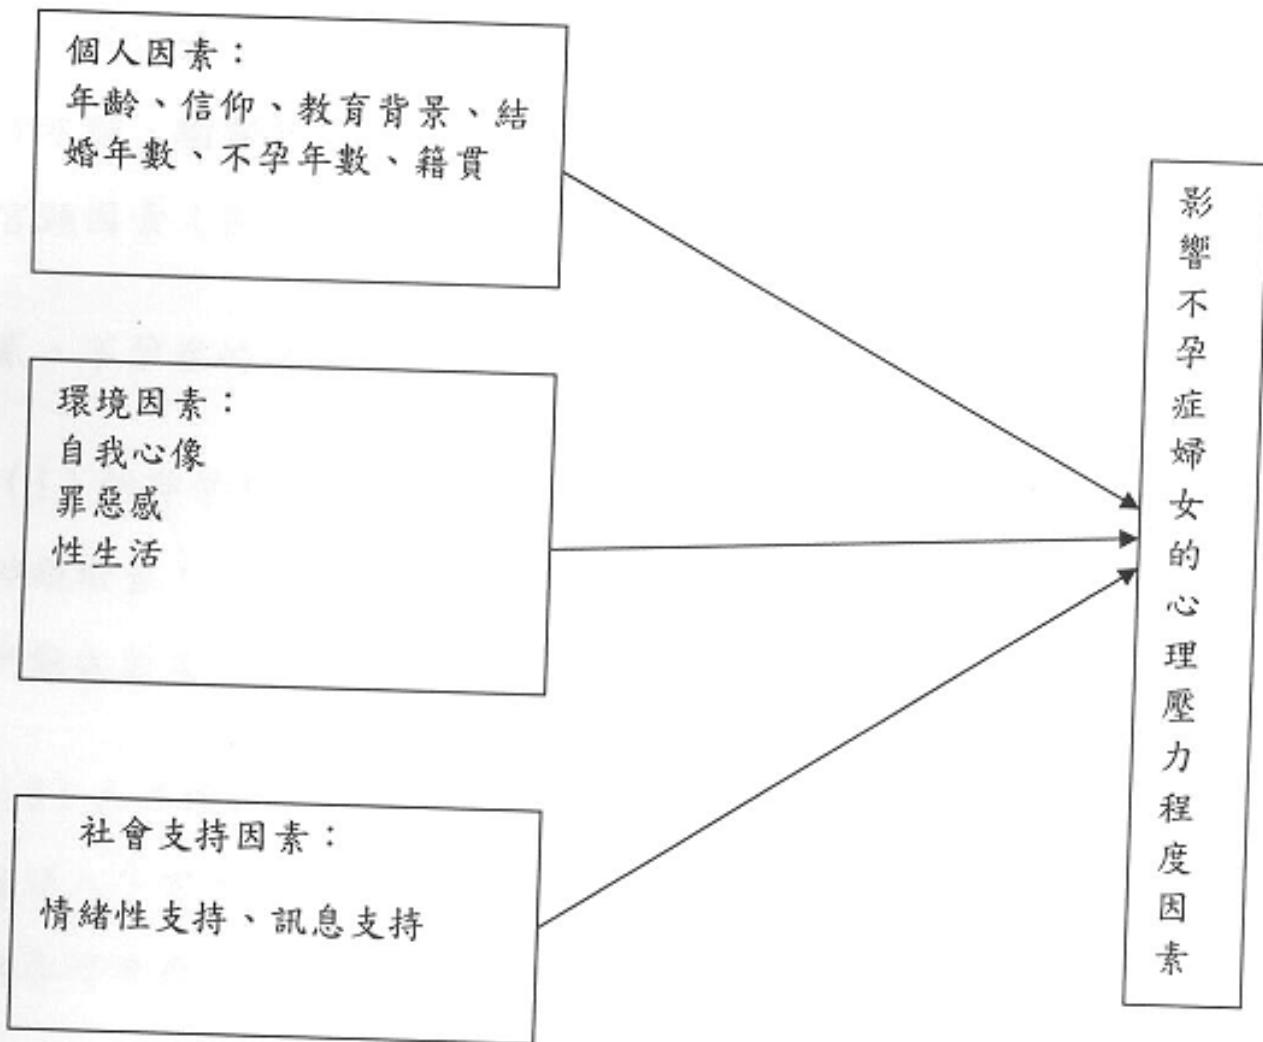 個人因素：
年齡、信仰、教育背景、結
婚年數、不孕年數、籍貫
環境因素：
自我心像
罪惡感
性生活
社會支持因素：
情緒性支持、訊息支持
影響不孕症婦女的心理壓力程度因素